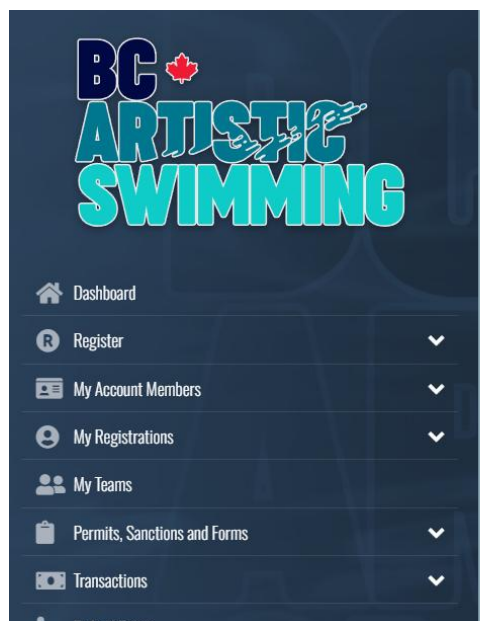 BC
ARTISTIC
SWIMMING
Dashboard
R Register
My Account Members
My Registrations
My Teams
Permits, Sanctions and Forms
Transactions